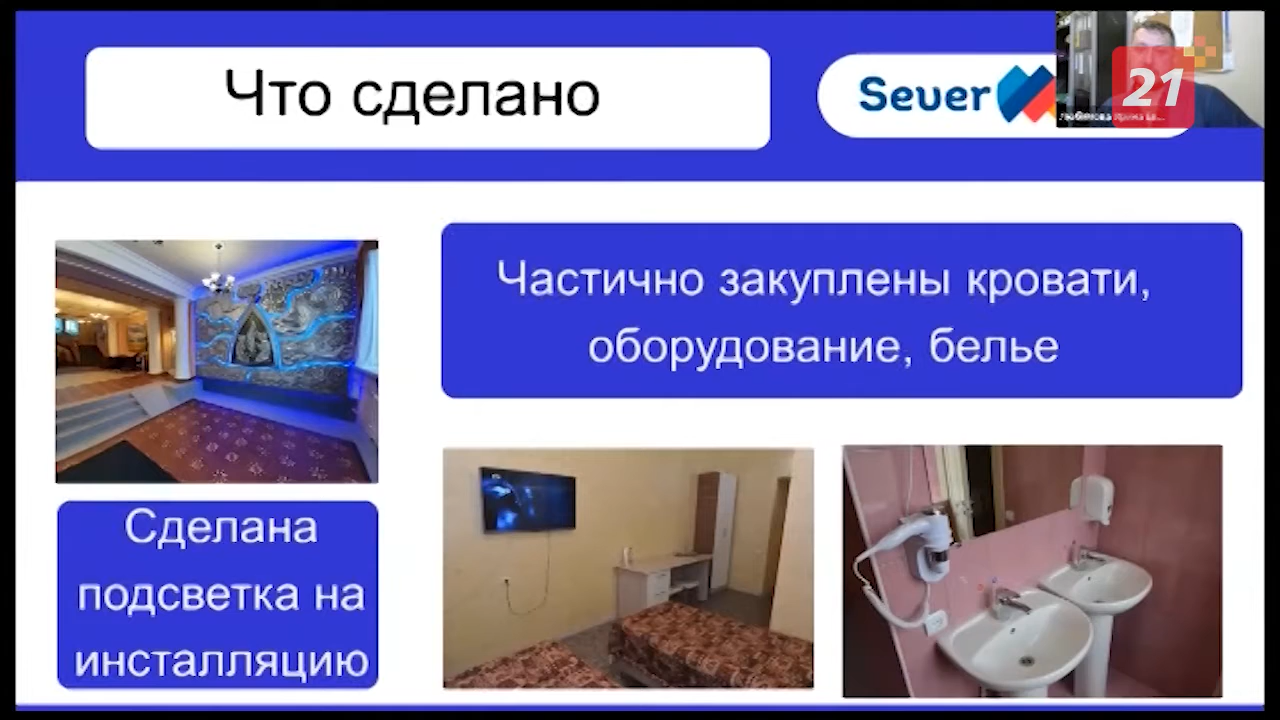 Что сделано
Sever
21
Частично закуплены кровати,
оборудование, белье
Сделана
подсветка на
инсталляцию